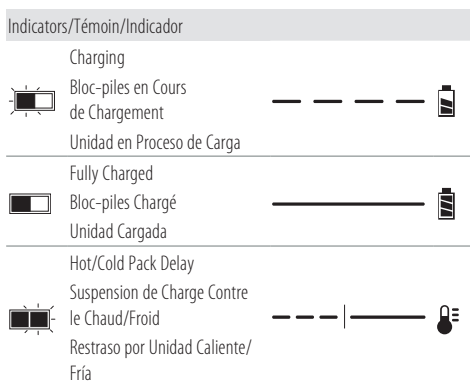 Indicators/Témoin/Indicador
Charging
Bloc-piles en Cours
de Chargement
Unidad en Proceso de Carga
Fully Charged
Bloc-piles Chargé
Unidad Cargada
Hot/Cold Pack Delay
Suspension de Charge Contre
le Chaud/Froid
Restraso por Unidad Caliente/
Fría